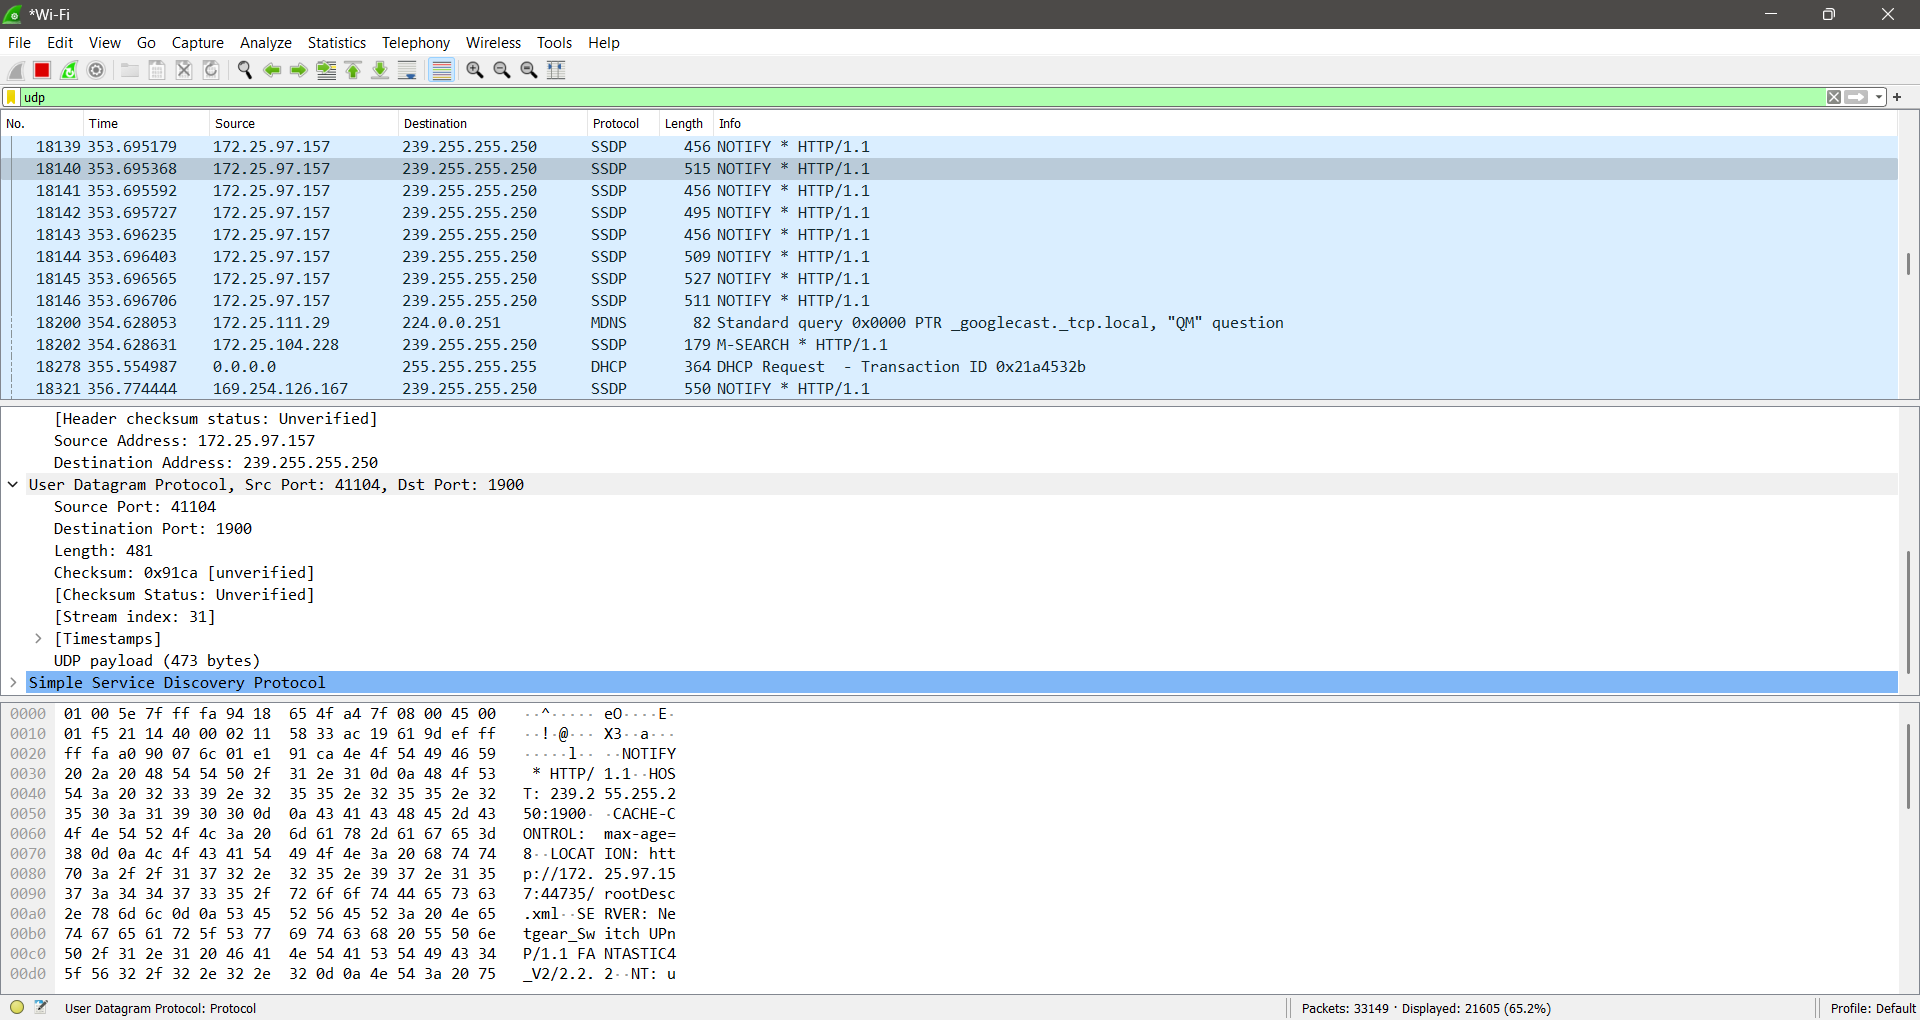 *Wi-Fi
File Edit View Go Capture Analyze Statistics Telephony Wireless Tools Help
udp
No. Time Source Destination Protocol Length Info
18139 353.695179 172.25.97.157 239.255.255.250 SSDP 456 NOTIFY * HTTP/1.1
18140 353.695368 172.25.97.157 239.255.255.250 SSDP 515 NOTIFY * HTTP/1.1
18141 353.695592 172.25.97.157 239.255.255.250 SSDP 456 NOTIFY * HTTP/1.1
18142 353.695727 172.25.97.157 239.255.255.250 SSDP 495 NOTIFY * HTTP/1.1
18143 353.696235 172.25.97.157 239.255.255.250 SSDP 456 NOTIFY * HTTP/1.1
18144 353.696403 172.25.97.157 239.255.255.250 SSDP 509 NOTIFY * HTTP/1.1
18145 353.696565 172.25.97.157 239.255.255.250 SSDP 527 NOTIFY * HTTP/1.1
18146 353.696706 172.25.97.157 239.255.255.250 SSDP 511 NOTIFY * HTTP/1.1
18200 354.628053 172.25.111.29 224.0.0.251 MDNS 82 Standard query 0x0000 PTR _googlecast._tcp.local, "QM" question
18202 354.628631 172.25.104.228 239.255.255.250 SSDP 179 M-SEARCH * HTTP/1.1
18278 355.554987 0.0.0.0 255.255.255.255 DHCP 364 DHCP Request - Transaction ID 0x21a4532b
18321 356.774444 169.254.126.167 239.255.255.250 SSDP 550 NOTIFY * HTTP/1.1
[Header checksum status: Unverified]
Source Address: 172.25.97.157
Destination Address: 239.255.255.250
User Datagram Protocol, Src Port: 41104, Dst Port: 1900
Source Port: 41104
Destination Port: 1900
Length: 481
Checksum: 0x91ca [unverified]
[Checksum Status: Unverified]
[Stream index: 31]
[Timestamps]
UDP payload (473 bytes)
Simple Service Discovery Protocol
0000 01 00 5e 7f ff fa 94 18 65 4f a4 7f 08 00 45 00 ··^····· eO····E·
0010 01 f5 21 14 40 00 02 11 58 33 ac 19 61 9d ef ff ··!·@··· X3··a···
0020 ff fa a0 90 07 6c 01 e1 91 ca 4e 4f 54 49 46 59 ·····l·· ··NOTIFY
0030 20 2a 20 48 54 54 50 2f 31 2e 31 0d 0a 48 4f 53 * HTTP/ 1.1··HOS
0040 54 3a 20 32 33 39 2e 32 35 35 2e 32 35 35 2e 32 T: 239.2 55.255.2
0050 35 30 3a 31 39 30 30 0d 0a 43 41 43 48 45 2d 43 50:1900· ·CACHE-C
0060 4f 4e 54 52 4f 4c 3a 20 6d 61 78 2d 61 67 65 3d ONTROL: max-age=
0070 38 0d 0a 4c 4f 43 41 54 49 4f 4e 3a 20 68 74 74 8··LOCAT ION: htt
0080 70 3a 2f 2f 31 37 32 2e 32 35 2e 39 37 2e 31 35 p://172. 25.97.15
0090 37 3a 34 34 37 33 35 2f 72 6f 6f 74 44 65 73 63 7:44735/ rootDesc
00a0 2e 78 6d 6c 0d 0a 53 45 52 56 45 52 3a 20 4e 65 .xml··SE RVER: Ne
00b0 74 67 65 61 72 5f 53 77 69 74 63 68 20 55 50 6e tgear_Sw itch UPn
00c0 50 2f 31 2e 31 20 46 41 4e 54 41 53 54 49 43 34 P/1.1 FA NTASTIC4
00d0 5f 56 32 2f 32 2e 32 2e 32 0d 0a 4e 54 3a 20 75 _V2/2.2. 2··NT: u
User Datagram Protocol: Protocol Packets: 33149 · Displayed: 21605 (65.2%) Profile: Default